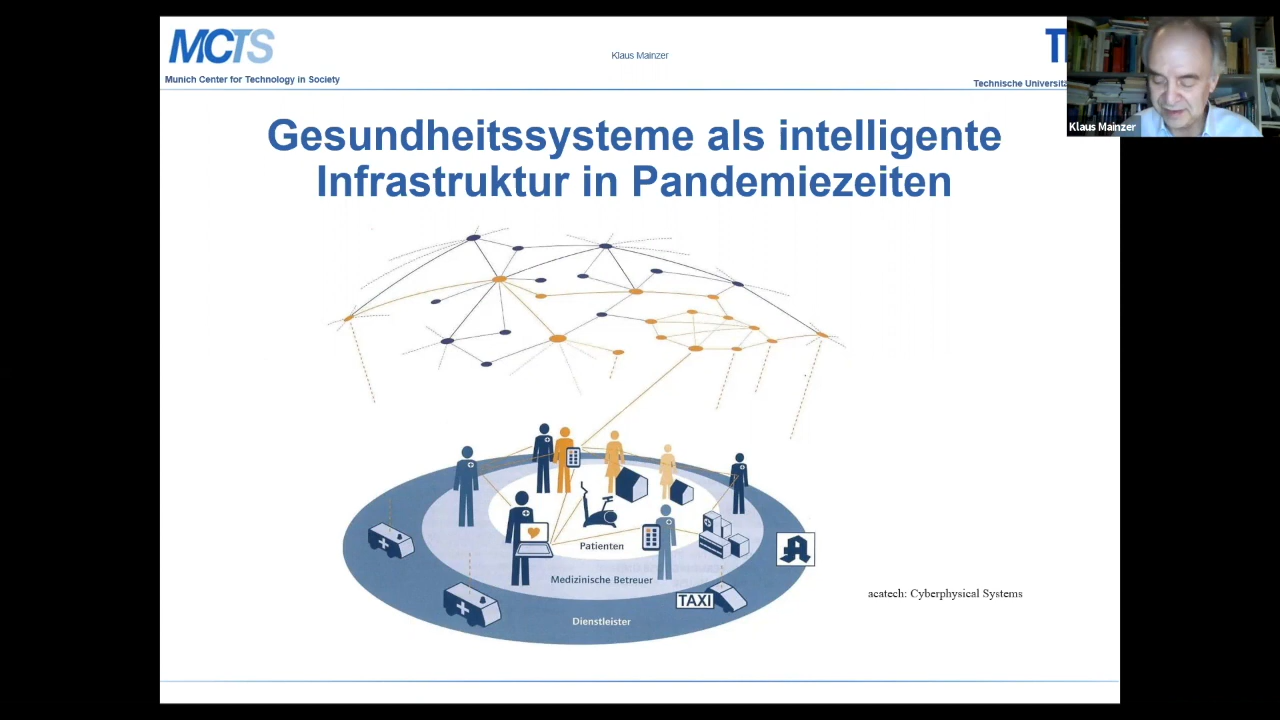 MCTS
Klaus Mainzer
Munich Center for Technology in Society
Technische Universitä
Klaus Mainzer
Gesundheitssysteme als intelligente
Infrastruktur in Pandemiezeiten
Patienten
Medizinische Betreuer
TAXI
Dienstleister
acatech: Cyberphysical Systems